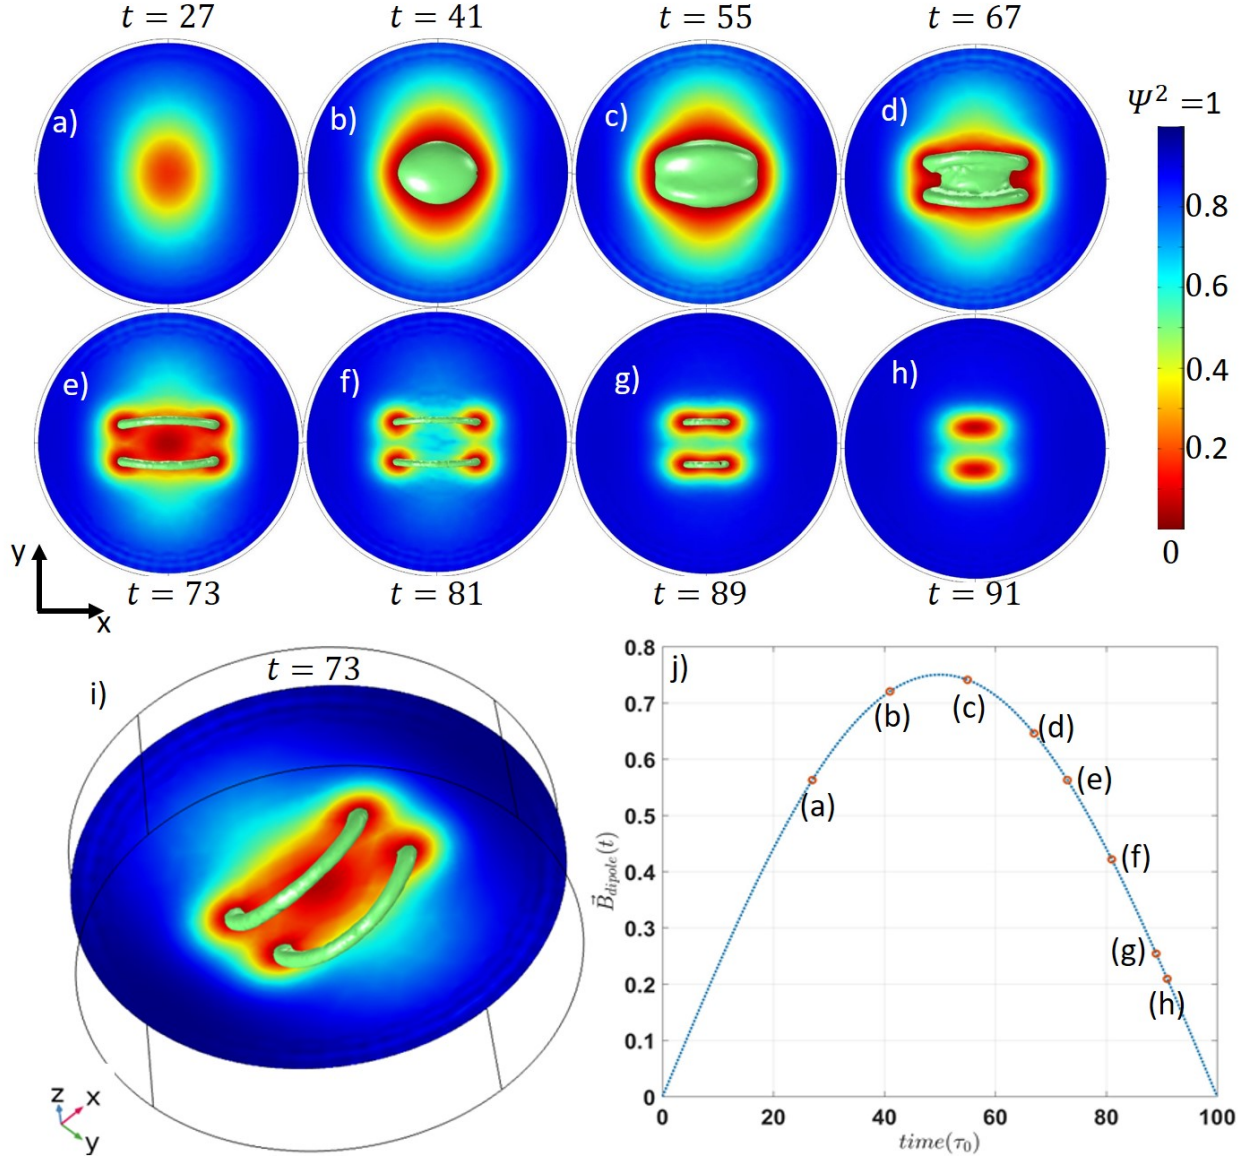 t = 27
t = 41
t = 55
t = 67
a)
b)
c)
d)
Ψ² =1
0.8
0.6
0.4
0.2
0
e)
f)
g)
h)
y
x
t = 73
t = 81
t = 89
t = 91
i)
t = 73
z
x
y
j)
0.8
0.7
0.6
0.5
0.4
0.3
0.2
0.1
0
(a)
(b)
(c)
(d)
(e)
(f)
(g)
(h)
B⃗dipole(t)
0 20 40 60 80 100
time(τ₀)